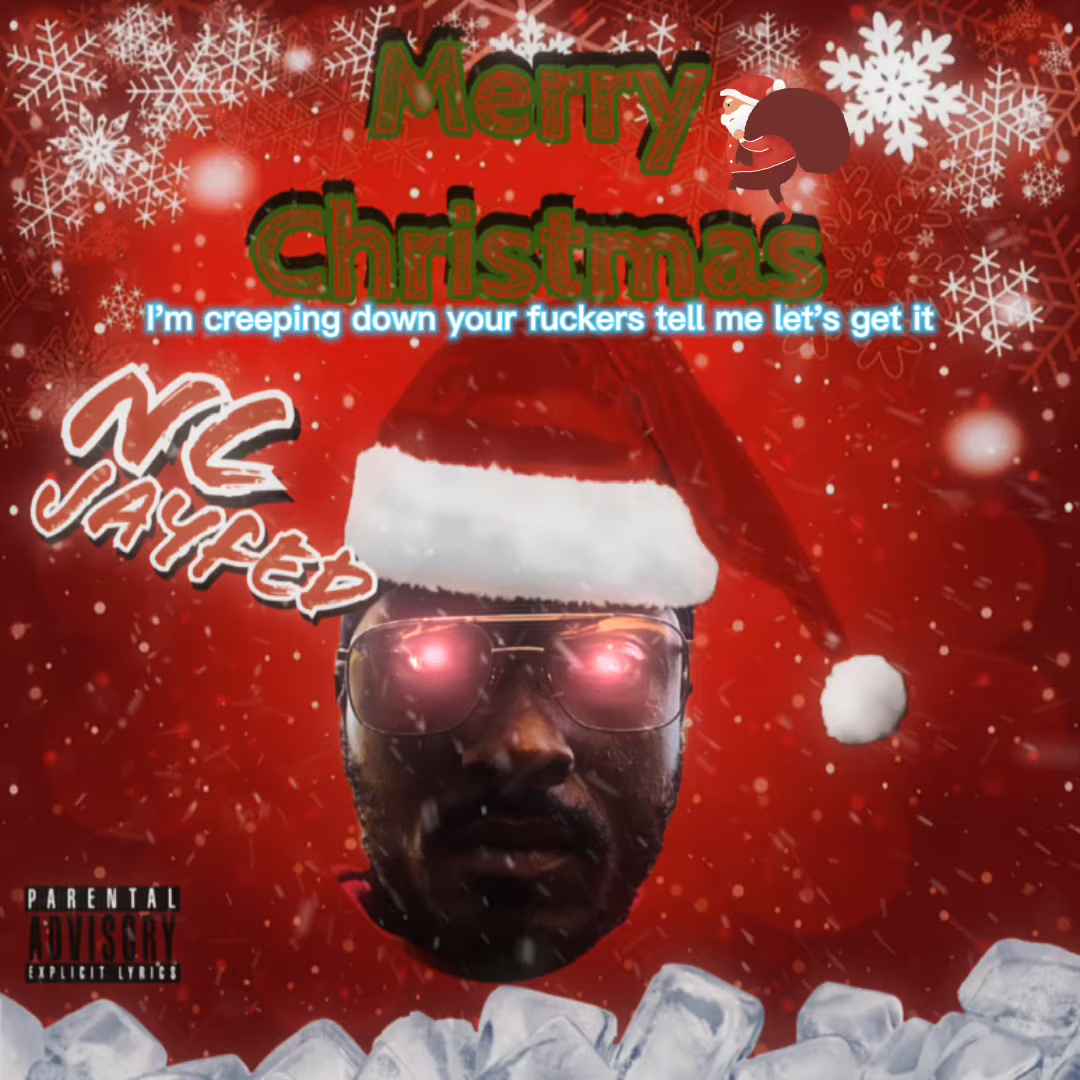 Merry
Christmas
I'm creeping down your fuckers tell me let's get it
NC
JAYFED
PARENTAL
ADVISORY
EXPLICIT LYRICS